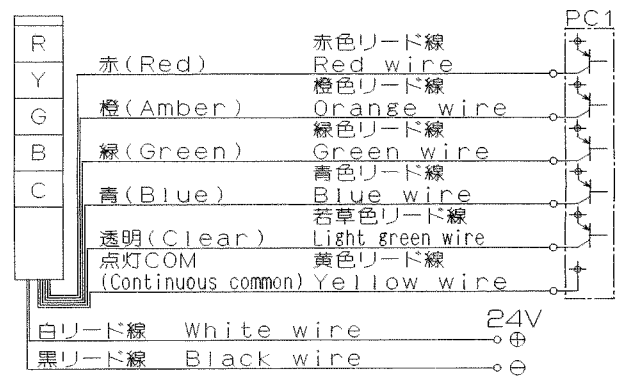 PC1
R
Y
G
B
C
赤(Red)
赤色リード線
Red wire
橙(Amber)
橙色リード線
Orange wire
緑(Green)
緑色リード線
Green wire
青(Blue)
青色リード線
Blue wire
透明(Clear)
若草色リード線
Light green wire
点灯COM
(Continuous common)
黄色リード線
Yellow wire
24V
白リード線 White wire ⊕
黒リード線 Black wire ⊖